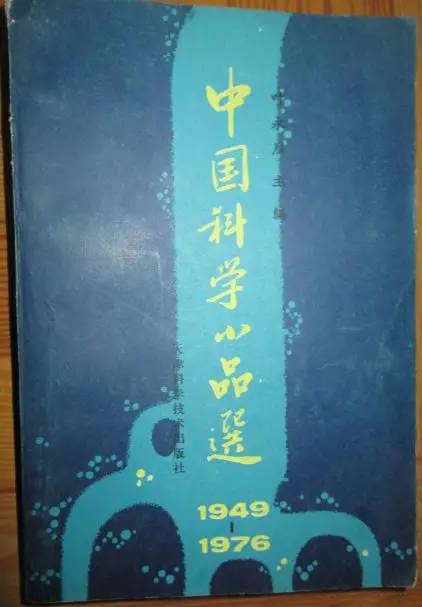 叶永烈 主编
中国科学小品選
天津科学技术出版社
1949
-
1976